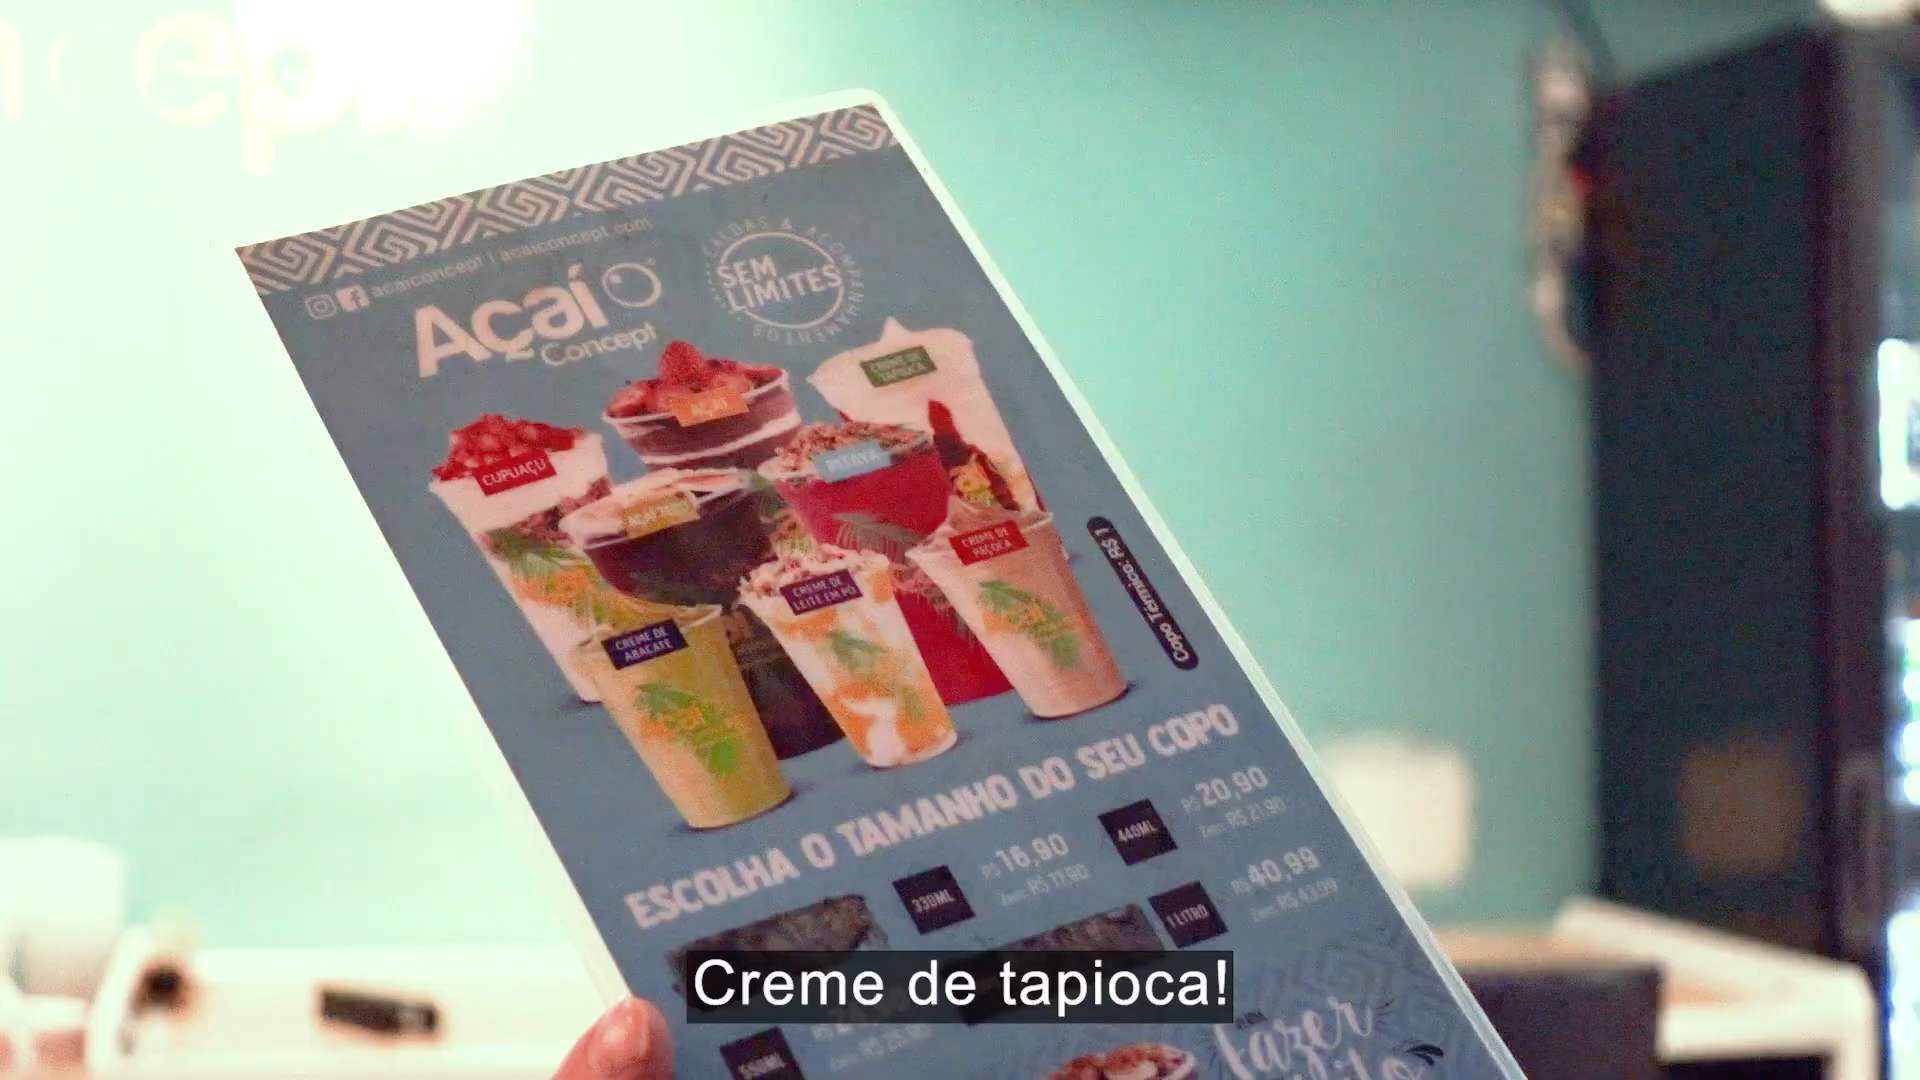 ncept
acaiconcept | acaiconcept.com
Açaí
Concept
CALDAS & ACOMPANHAMENTOS
SEM
LIMITES
CREME DE
TAPIOCA
AÇAÍ
CUPUAÇU
PITAYA
AÇAÍ ZERO
CREME DE
PAÇOCA
CREME DE
LEITE EM PÓ
CREME DE
ABACATE
Copo Térmico: R$ 1
ESCOLHA O TAMANHO DO SEU COPO
330ML
R$ 16,90
Zero: R$ 17,90
440ML
R$ 20,90
Zero: R$ 21,90
1 LITRO
R$ 40,99
Zero: R$ 43,99
550ML
Creme de tapioca!
fazer